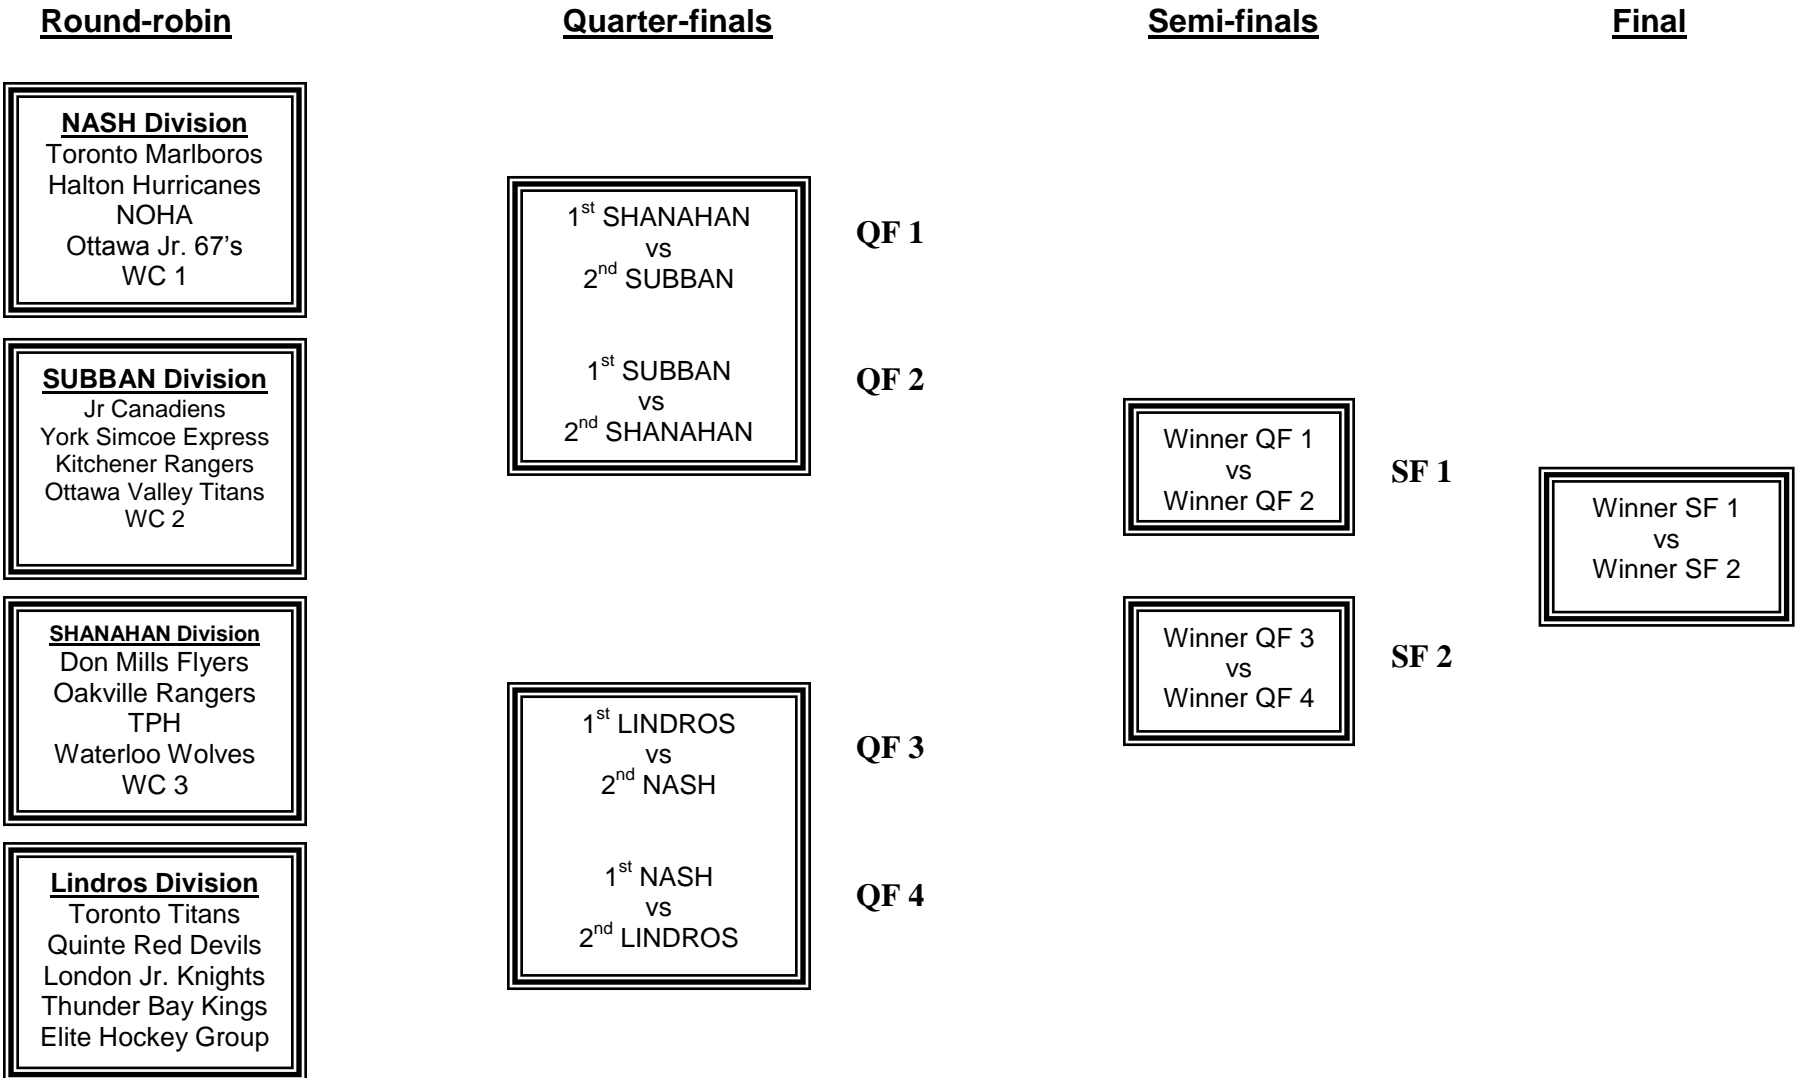 Round-robin
Quarter-finals
Semi-finals
Final
NASH Division
Toronto Marlboros
Halton Hurricanes
NOHA
Ottawa Jr. 67’s
WC 1
SUBBAN Division
Jr Canadiens
York Simcoe Express
Kitchener Rangers
Ottawa Valley Titans
WC 2
SHANAHAN Division
Don Mills Flyers
Oakville Rangers
TPH
Waterloo Wolves
WC 3
Lindros Division
Toronto Titans
Quinte Red Devils
London Jr. Knights
Thunder Bay Kings
Elite Hockey Group
1st SHANAHAN
vs
2nd SUBBAN
QF 1
1st SUBBAN
vs
2nd SHANAHAN
QF 2
1st LINDROS
vs
2nd NASH
QF 3
1st NASH
vs
2nd LINDROS
QF 4
Winner QF 1
vs
Winner QF 2
SF 1
Winner QF 3
vs
Winner QF 4
SF 2
Winner SF 1
vs
Winner SF 2